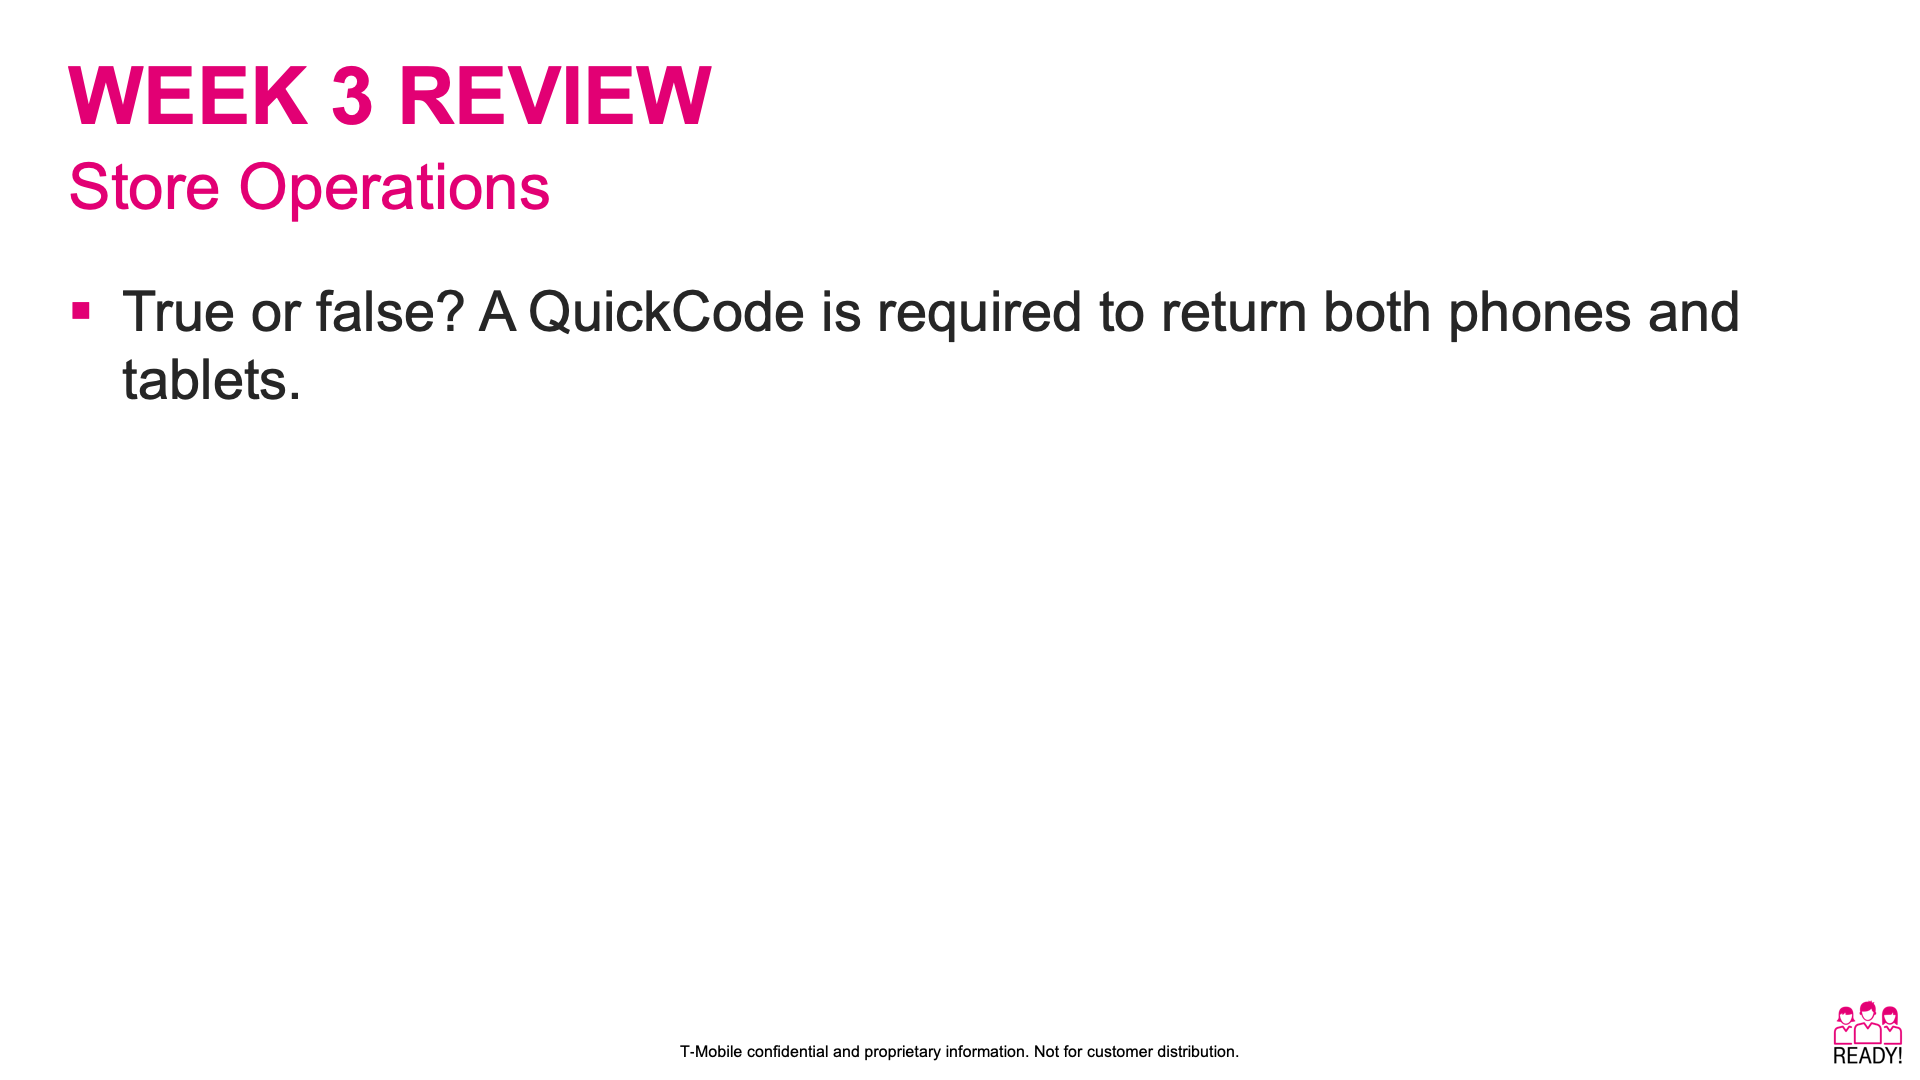 WEEK 3 REVIEW
Store Operations
▪ True or false? A QuickCode is required to return both phones and
tablets.
T-Mobile confidential and proprietary information. Not for customer distribution.
READY!